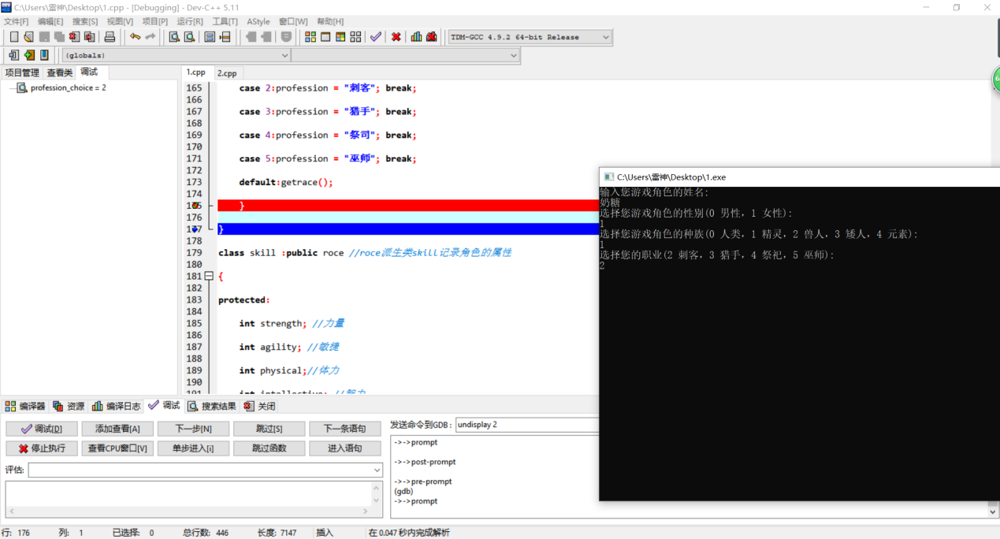 C:\Users\雷神\Desktop\1.cpp - [Debugging] - Dev-C++ 5.11
文件[F] 编辑[E] 搜索[S] 视图[V] 项目[P] 运行[R] 工具[T] AStyle 窗口[W] 帮助[H]
TDM-GCC 4.9.2 64-bit Release
(globals)
项目管理 查看类 调试
1.cpp 2.cpp
profession_choice = 2
165 case 2:profession = "刺客"; break;
166
167 case 3:profession = "猎手"; break;
168
169 case 4:profession = "祭司"; break;
170
171 case 5:profession = "巫师"; break;
172
173 default:getrace();
174
175 }
176
177 }
178
179 class skill :public roce //roce派生类skill记录角色的属性
180
181 {
182
183 protected:
184
185 int strength; //力量
186
187 int agility; //敏捷
188
189 int physical;//体力
190
191 int intellective; //智力
C:\Users\雷神\Desktop\1.exe
输入您游戏角色的姓名:
奶糖
选择您游戏角色的性别(0 男性, 1 女性):
1
选择您游戏角色的种族(0 人类, 1 精灵, 2 兽人, 3 矮人, 4 元素):
1
选择您的职业(2 刺客, 3 猎手, 4 祭祀, 5 巫师):
2
编译器 资源 编译日志 调试 搜索结果 关闭
调试[D] 添加查看[A] 下一步[N] 跳过[S] 下一条语句
停止执行 查看CPU窗口[V] 单步进入[i] 跳过函数 进入语句
评估:
发送命令到GDB: undisplay 2
->->prompt
->->post-prompt
->->pre-prompt
(gdb)
->->prompt
行: 176 列: 1 已选择: 0 总行数: 446 长度: 7147 插入 在 0.047 秒内完成解析